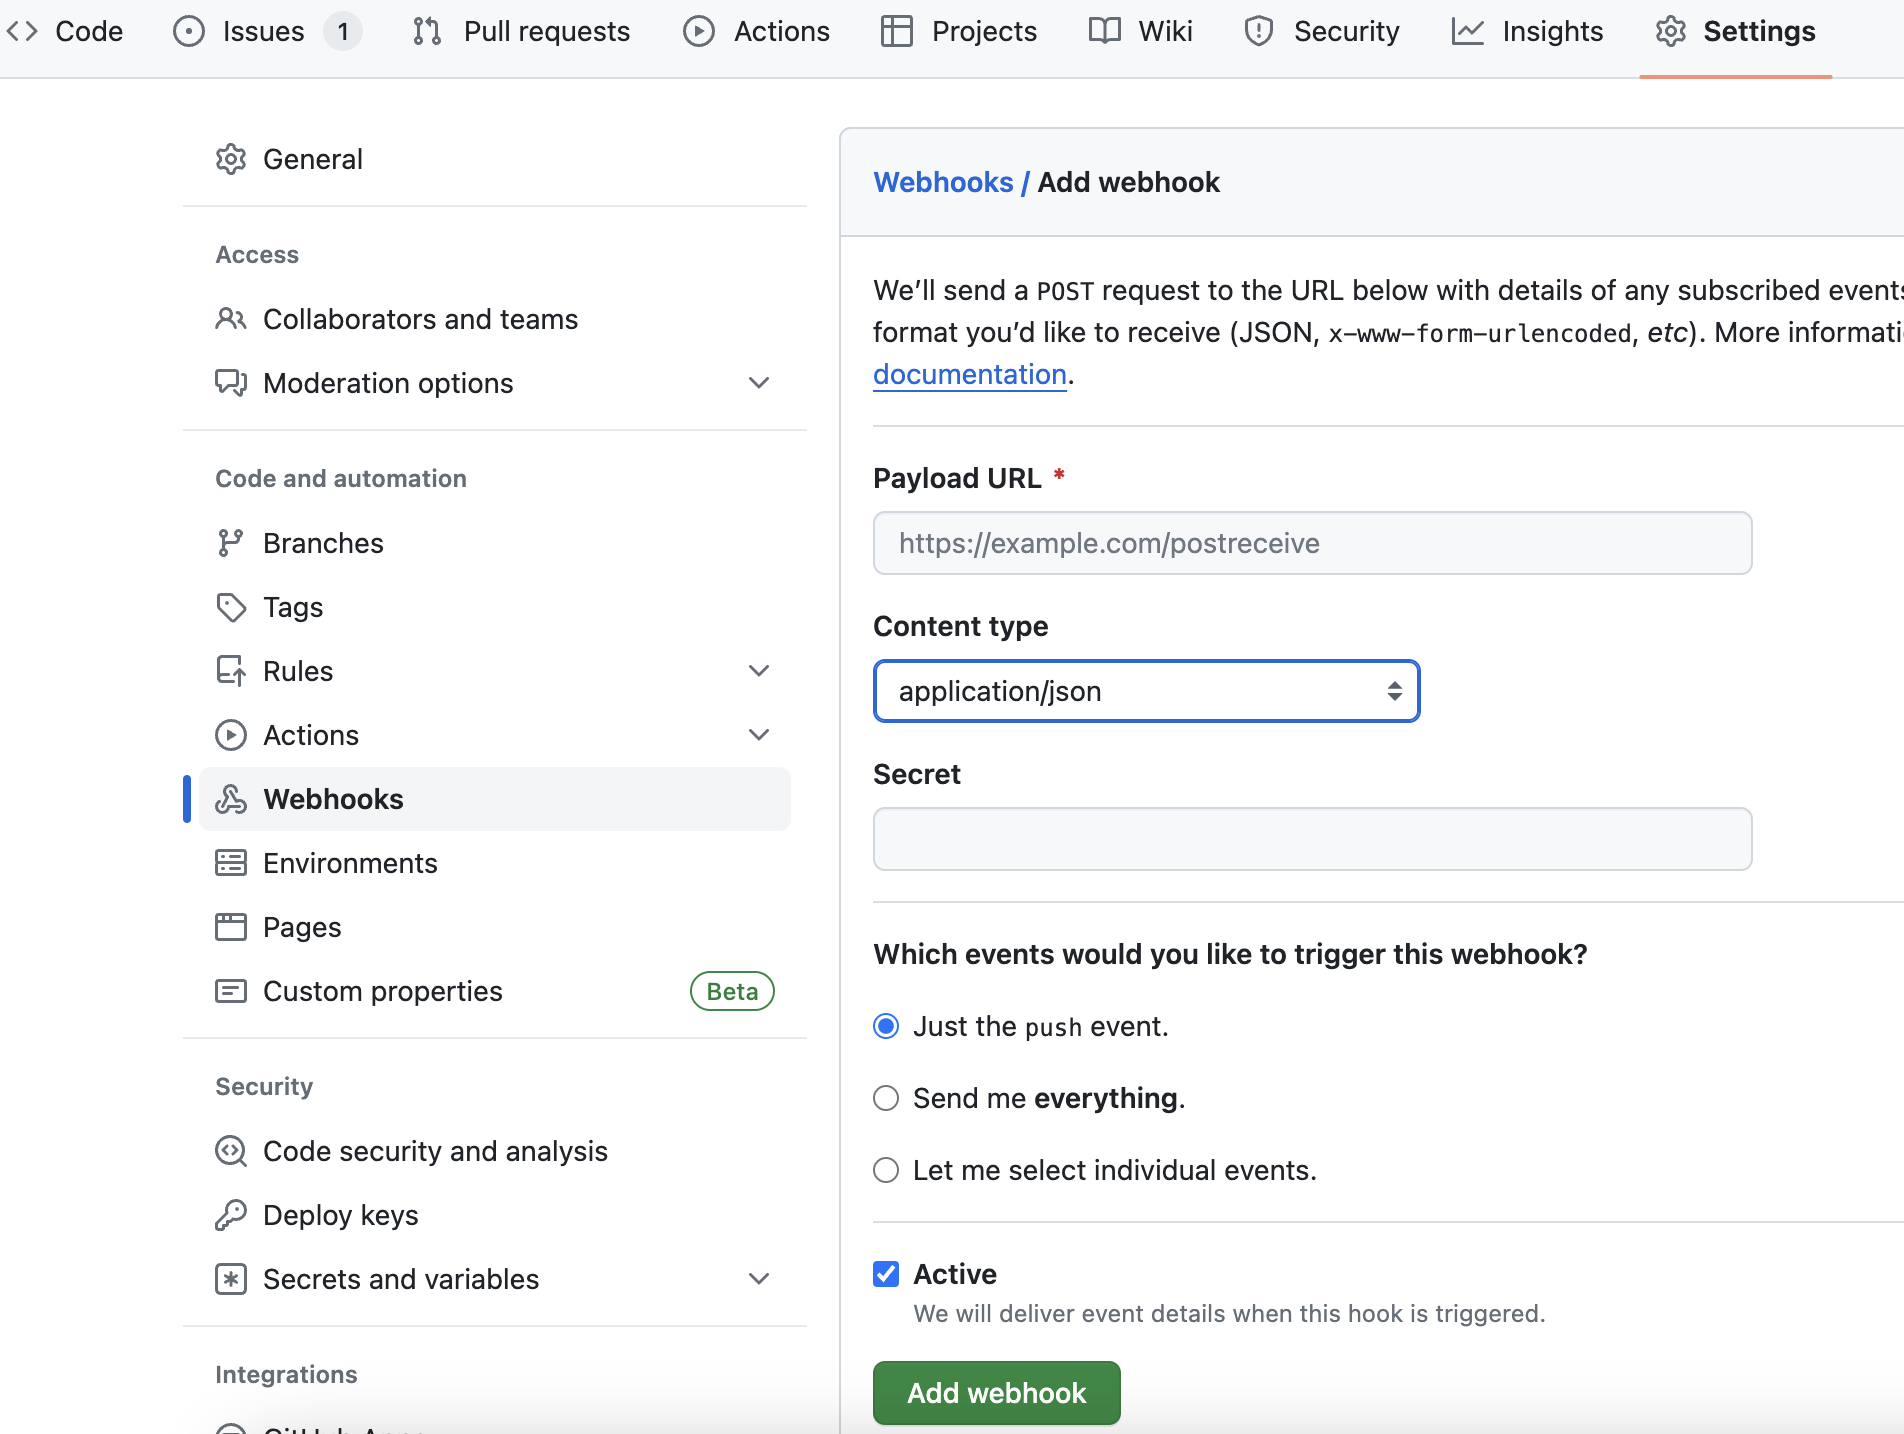 Code Issues 1 Pull requests Actions Projects Wiki Security Insights Settings
General
Access
Collaborators and teams
Moderation options
Code and automation
Branches
Tags
Rules
Actions
Webhooks
Environments
Pages
Custom properties Beta
Security
Code security and analysis
Deploy keys
Secrets and variables
Integrations
Webhooks / Add webhook
We’ll send a POST request to the URL below with details of any subscribed events
format you’d like to receive (JSON, x-www-form-urlencoded, etc). More informati
documentation.
Payload URL *
https://example.com/postreceive
Content type
application/json
Secret
Which events would you like to trigger this webhook?
Just the push event.
Send me everything.
Let me select individual events.
Active
We will deliver event details when this hook is triggered.
Add webhook